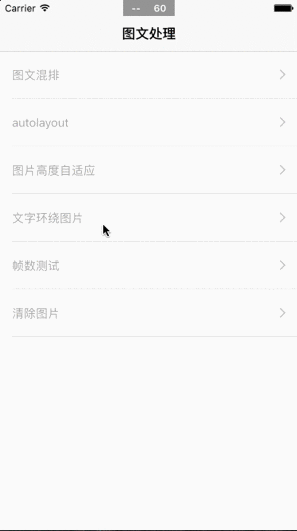 Carrier
-- 60
图文处理
图文混排
autolayout
图片高度自适应
文字环绕图片
帧数测试
清除图片